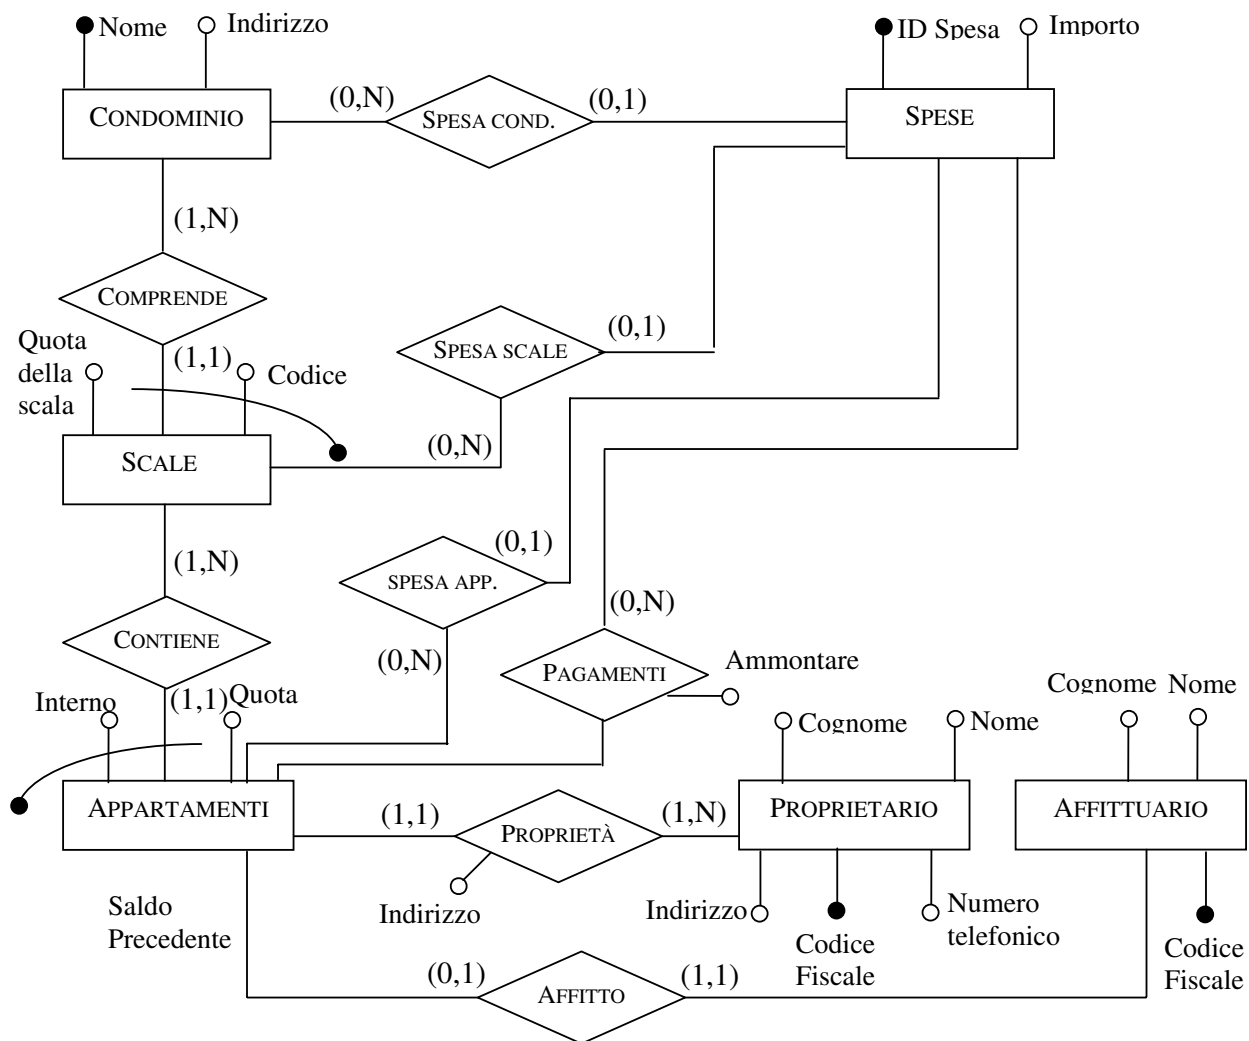 Nome
Indirizzo
ID Spesa
Importo
(0,N)
(0,1)
CONDOMINIO
SPESA COND.
SPESE
(1,N)
COMPRENDE
(0,1)
SPESA SCALE
Quota
della
scala
(1,1)
Codice
(0,N)
SCALE
(1,N)
(0,1)
SPESA APP.
(0,N)
CONTIENE
(0,N)
PAGAMENTI
Ammontare
Interno
(1,1)
Quota
Cognome
Nome
Cognome
Nome
APPARTAMENTI
(1,1)
PROPRIETÀ
(1,N)
PROPRIETARIO
AFFITTUARIO
Saldo
Precedente
Indirizzo
Indirizzo
Codice
Fiscale
Numero
telefonico
Codice
Fiscale
(0,1)
AFFITTO
(1,1)